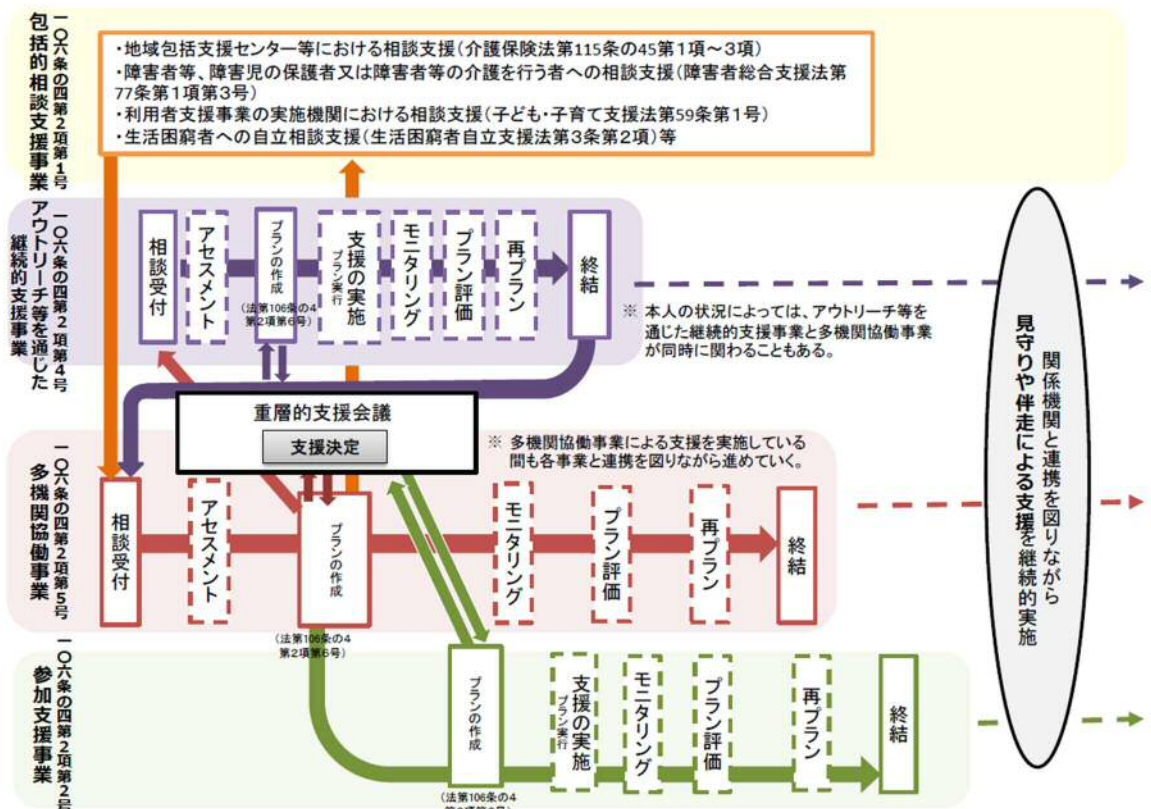 包括的相談支援事業
一〇六条の四第2項第1号
・地域包括支援センター等における相談支援(介護保険法第115条の45第1項～3項)
・障害者等、障害児の保護者又は障害者等の介護を行う者への相談支援(障害者総合支援法第
77条第1項第3号)
・利用者支援事業の実施機関における相談支援(子ども・子育て支援法第59条第1号)
・生活困窮者への自立相談支援(生活困窮者自立支援法第3条第2項)等
アウトリーチ等を通じた
継続的支援事業
一〇六条の四第2項第4号
相談受付
アセスメント
プランの作成
(法第106条の4
第2項第6号)
支援の実施
プラン実行
モニタリング
プラン評価
再プラン
終結
※ 本人の状況によっては、アウトリーチ等を
通じた継続的支援事業と多機関協働事業
が同時に関わることもある。
重層的支援会議
支援決定
※ 多機関協働事業による支援を実施している
間も各事業と連携を図りながら進めていく。
多機関協働事業
一〇六条の四第2項第5号
相談受付
アセスメント
プランの作成
(法第106条の4
第2項第6号)
モニタリング
プラン評価
再プラン
終結
参加支援事業
一〇六条の四第2項第2号
プランの作成
(法第106条の4
支援の実施
プラン実行
モニタリング
プラン評価
再プラン
終結
関係機関と連携を図りながら
見守りや伴走による支援を継続的実施